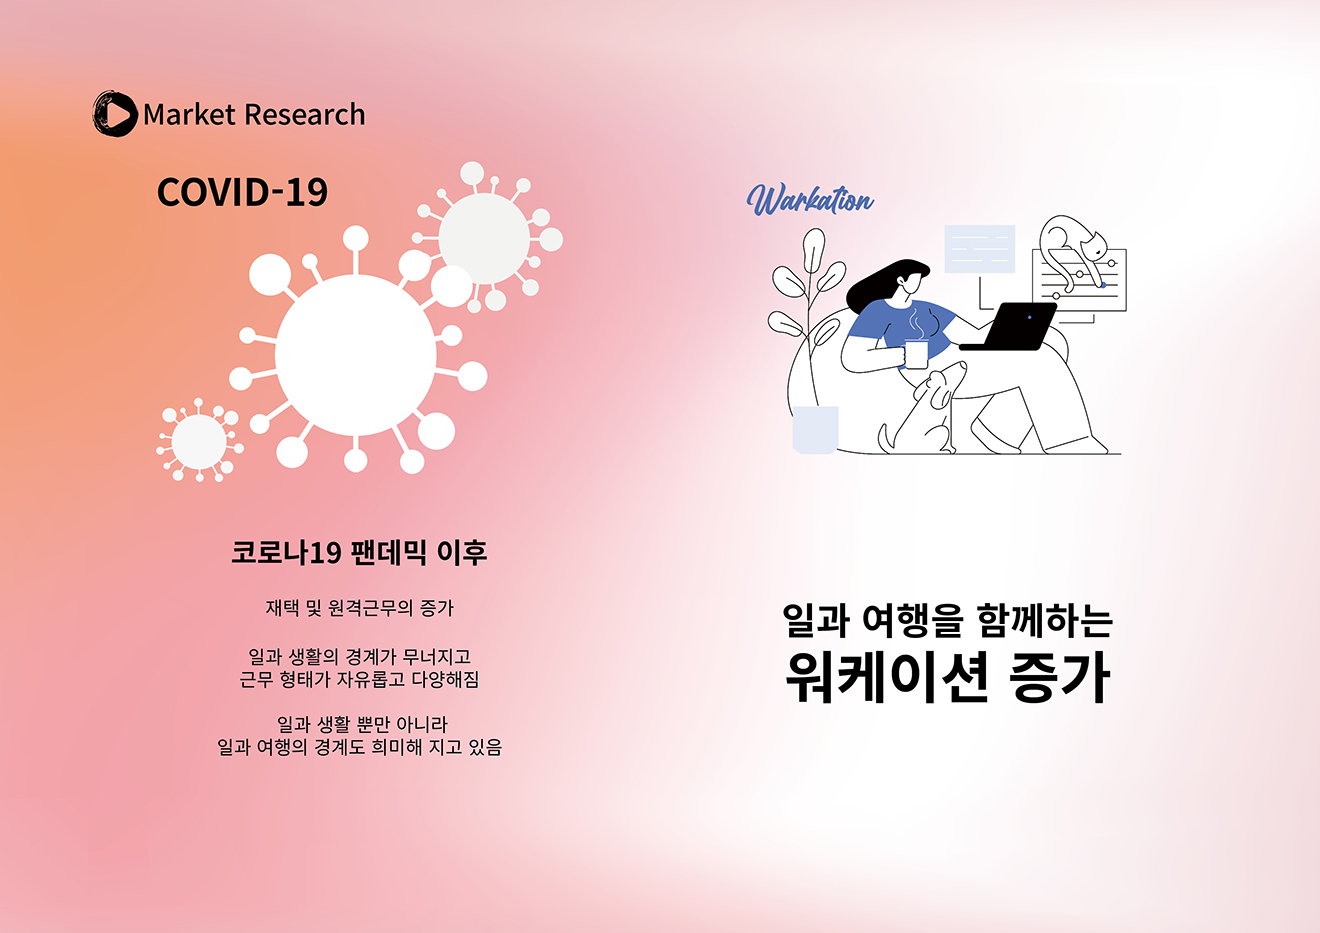 Market Research
COVID-19
코로나19 팬데믹 이후
재택 및 원격근무의 증가
일과 생활의 경계가 무너지고
근무 형태가 자유롭고 다양해짐
일과 생활 뿐만 아니라
일과 여행의 경계도 희미해 지고 있음
Warkation
일과 여행을 함께하는
워케이션 증가